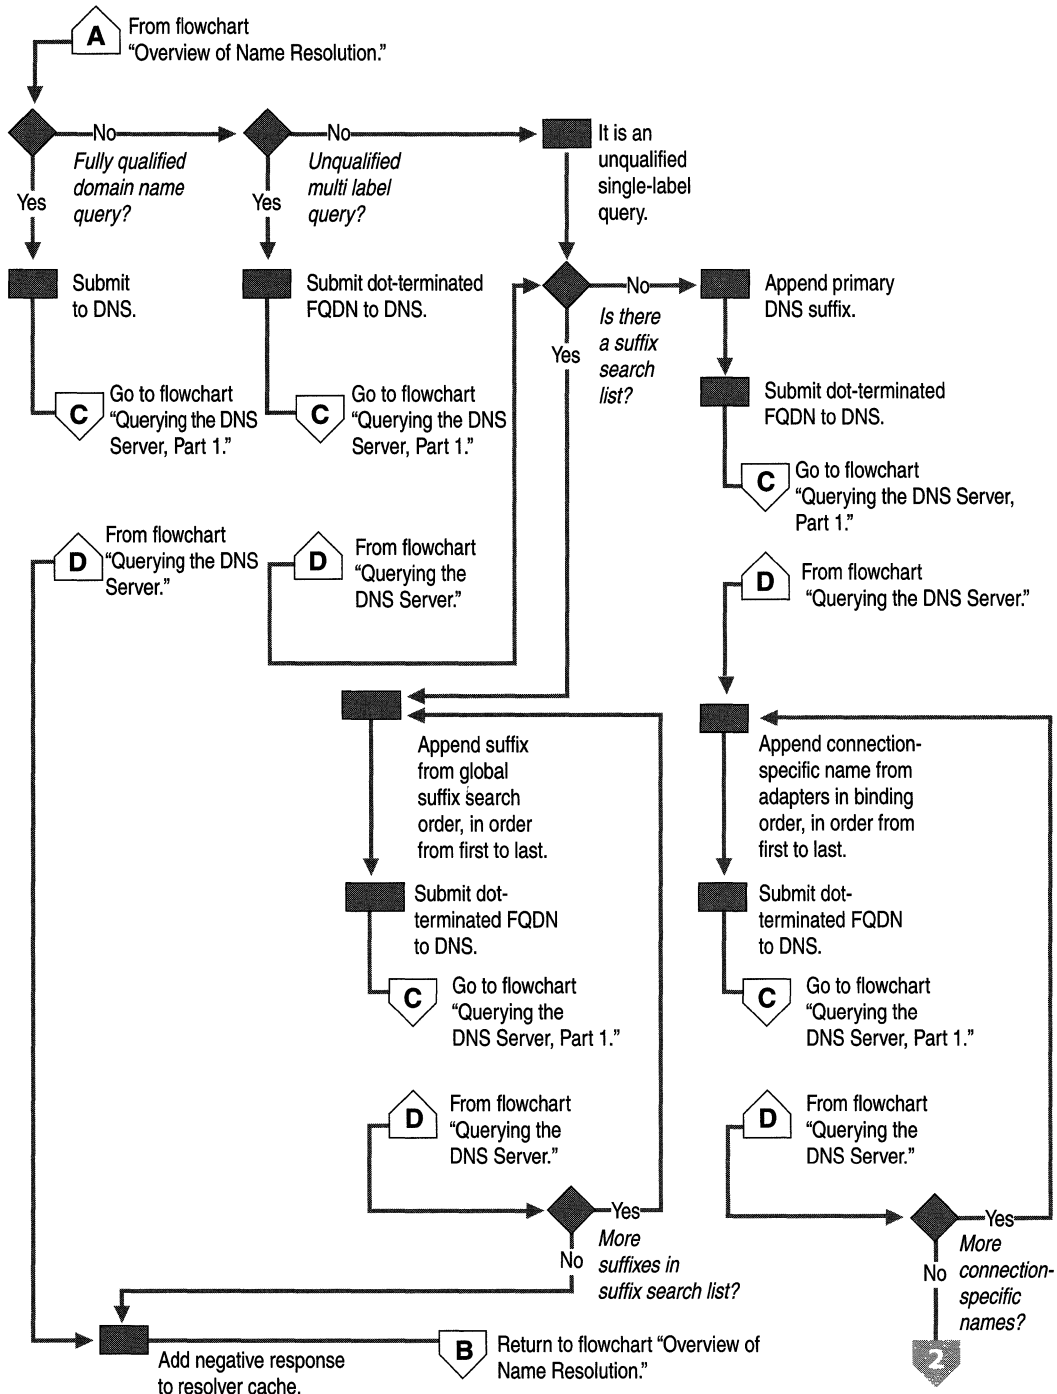 A
From flowchart
“Overview of Name Resolution.”
No
Fully qualified
domain name
query?
Yes
No
Unqualified
multi label
query?
Yes
It is an
unqualified
single-label
query.
Submit
to DNS.
Submit dot-terminated
FQDN to DNS.
No
Is there
a suffix
search
list?
Yes
Append primary
DNS suffix.
C
Go to flowchart
“Querying the DNS
Server, Part 1.”
C
Go to flowchart
“Querying the DNS
Server, Part 1.”
Submit dot-terminated
FQDN to DNS.
C
Go to flowchart
“Querying the DNS Server,
Part 1.”
D
From flowchart
“Querying the DNS
Server.”
D
From flowchart
“Querying the
DNS Server.”
D
From flowchart
“Querying the DNS Server.”
Append suffix
from global
suffix search
order, in order
from first to last.
Append connection-
specific name from
adapters in binding
order, in order from
first to last.
Submit dot-
terminated FQDN
to DNS.
Submit dot-
terminated FQDN
to DNS.
C
Go to flowchart
“Querying the
DNS Server, Part 1.”
C
Go to flowchart
“Querying the
DNS Server, Part 1.”
D
From flowchart
“Querying the
DNS Server.”
D
From flowchart
“Querying the
DNS Server.”
Yes
More
suffixes in
suffix search list?
No
Yes
More
connection-
specific
names?
No
2
Add negative response
to resolver cache.
B
Return to flowchart “Overview of
Name Resolution.”